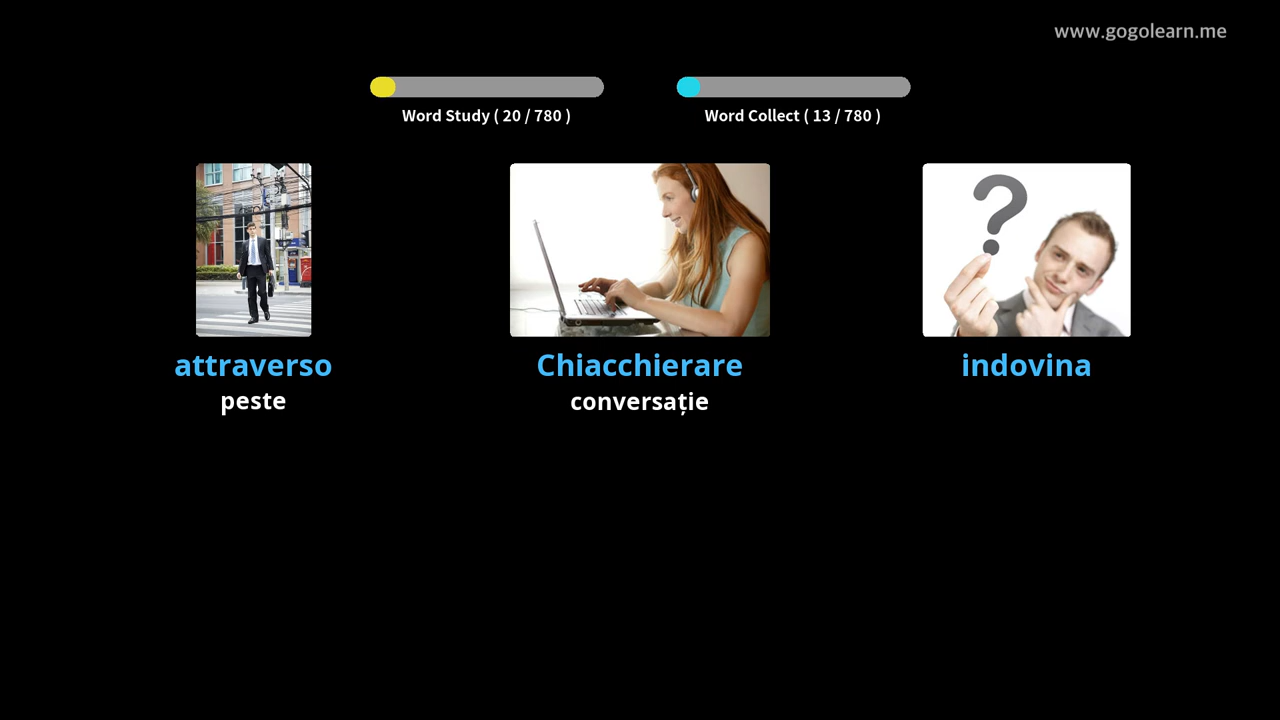 www.gogolearn.me
Word Study ( 20 / 780 )
Word Collect ( 13 / 780 )
attraverso
peste
Chiacchierare
conversație
indovina